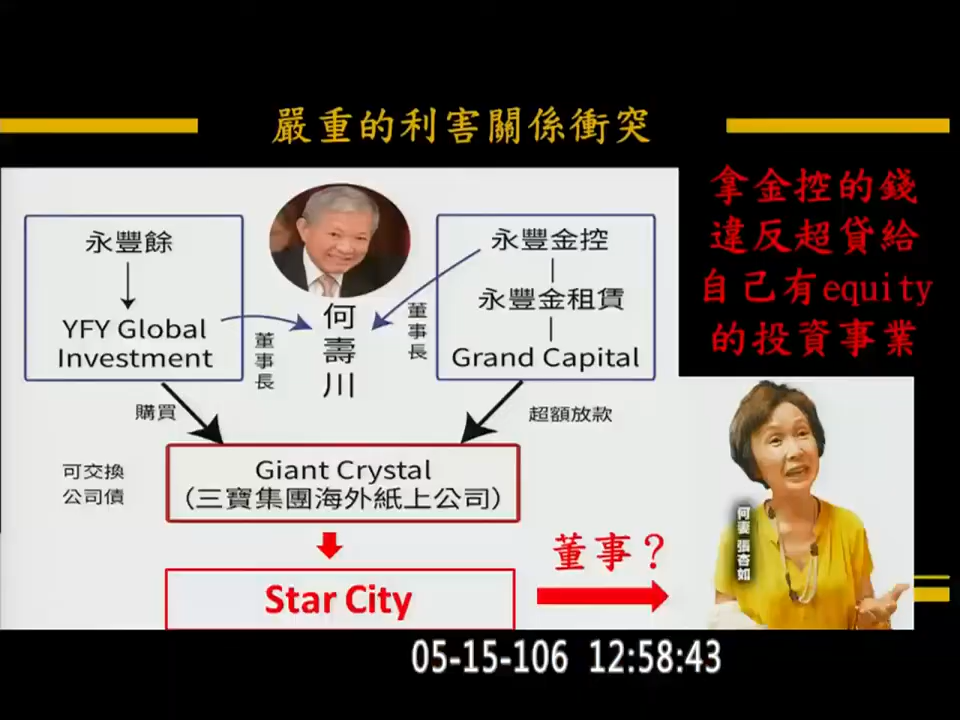 嚴重的利害關係衝突
拿金控的錢
違反超貸給
自己有equity
的投資事業
永豐餘
YFY Global
Investment
董事長
何壽川
永豐金控
永豐金租賃
Grand Capital
董事長
購買
超額放款
可交換
公司債
Giant Crystal
(三寶集團海外紙上公司)
Star City
董事？
何妻 張杏如
05-15-106 12:58:43